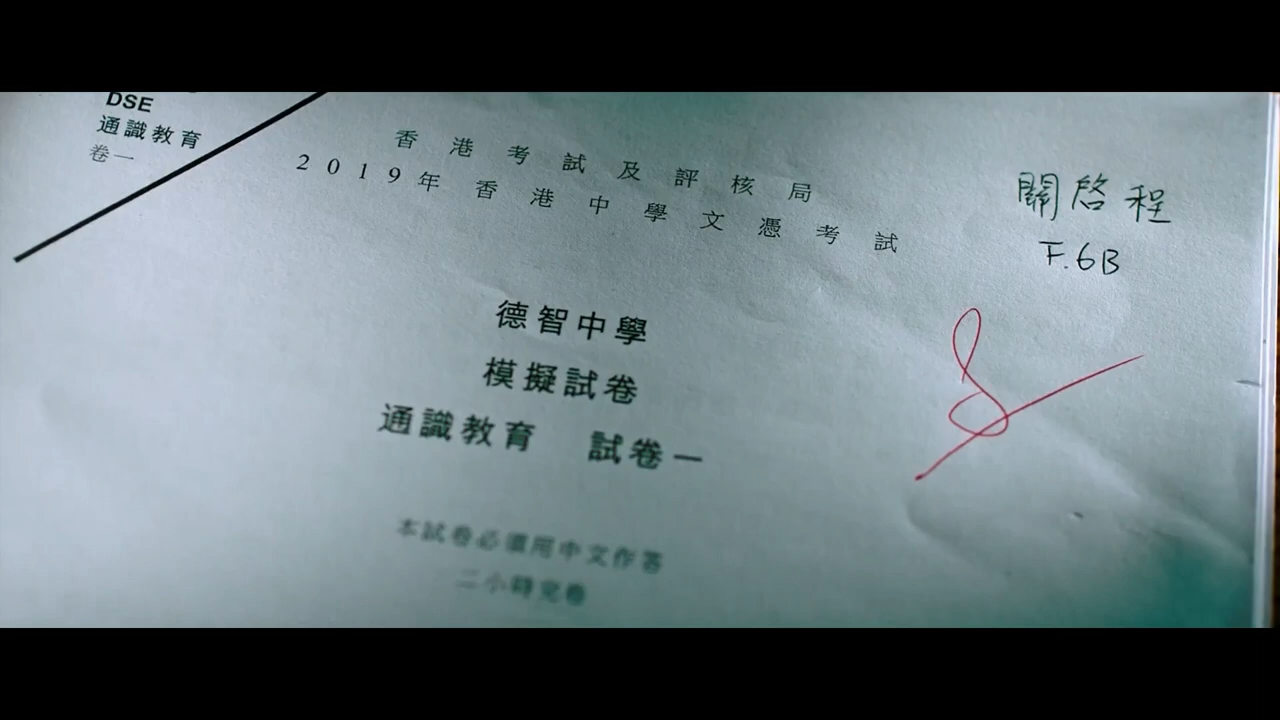 DSE
通識教育
卷一
香港考試及評核局
2019年香港中學文憑考試
關啓程
F.6B
德智中學
模擬試卷
通識教育 試卷一
本試卷必須用中文作答
二小時完卷